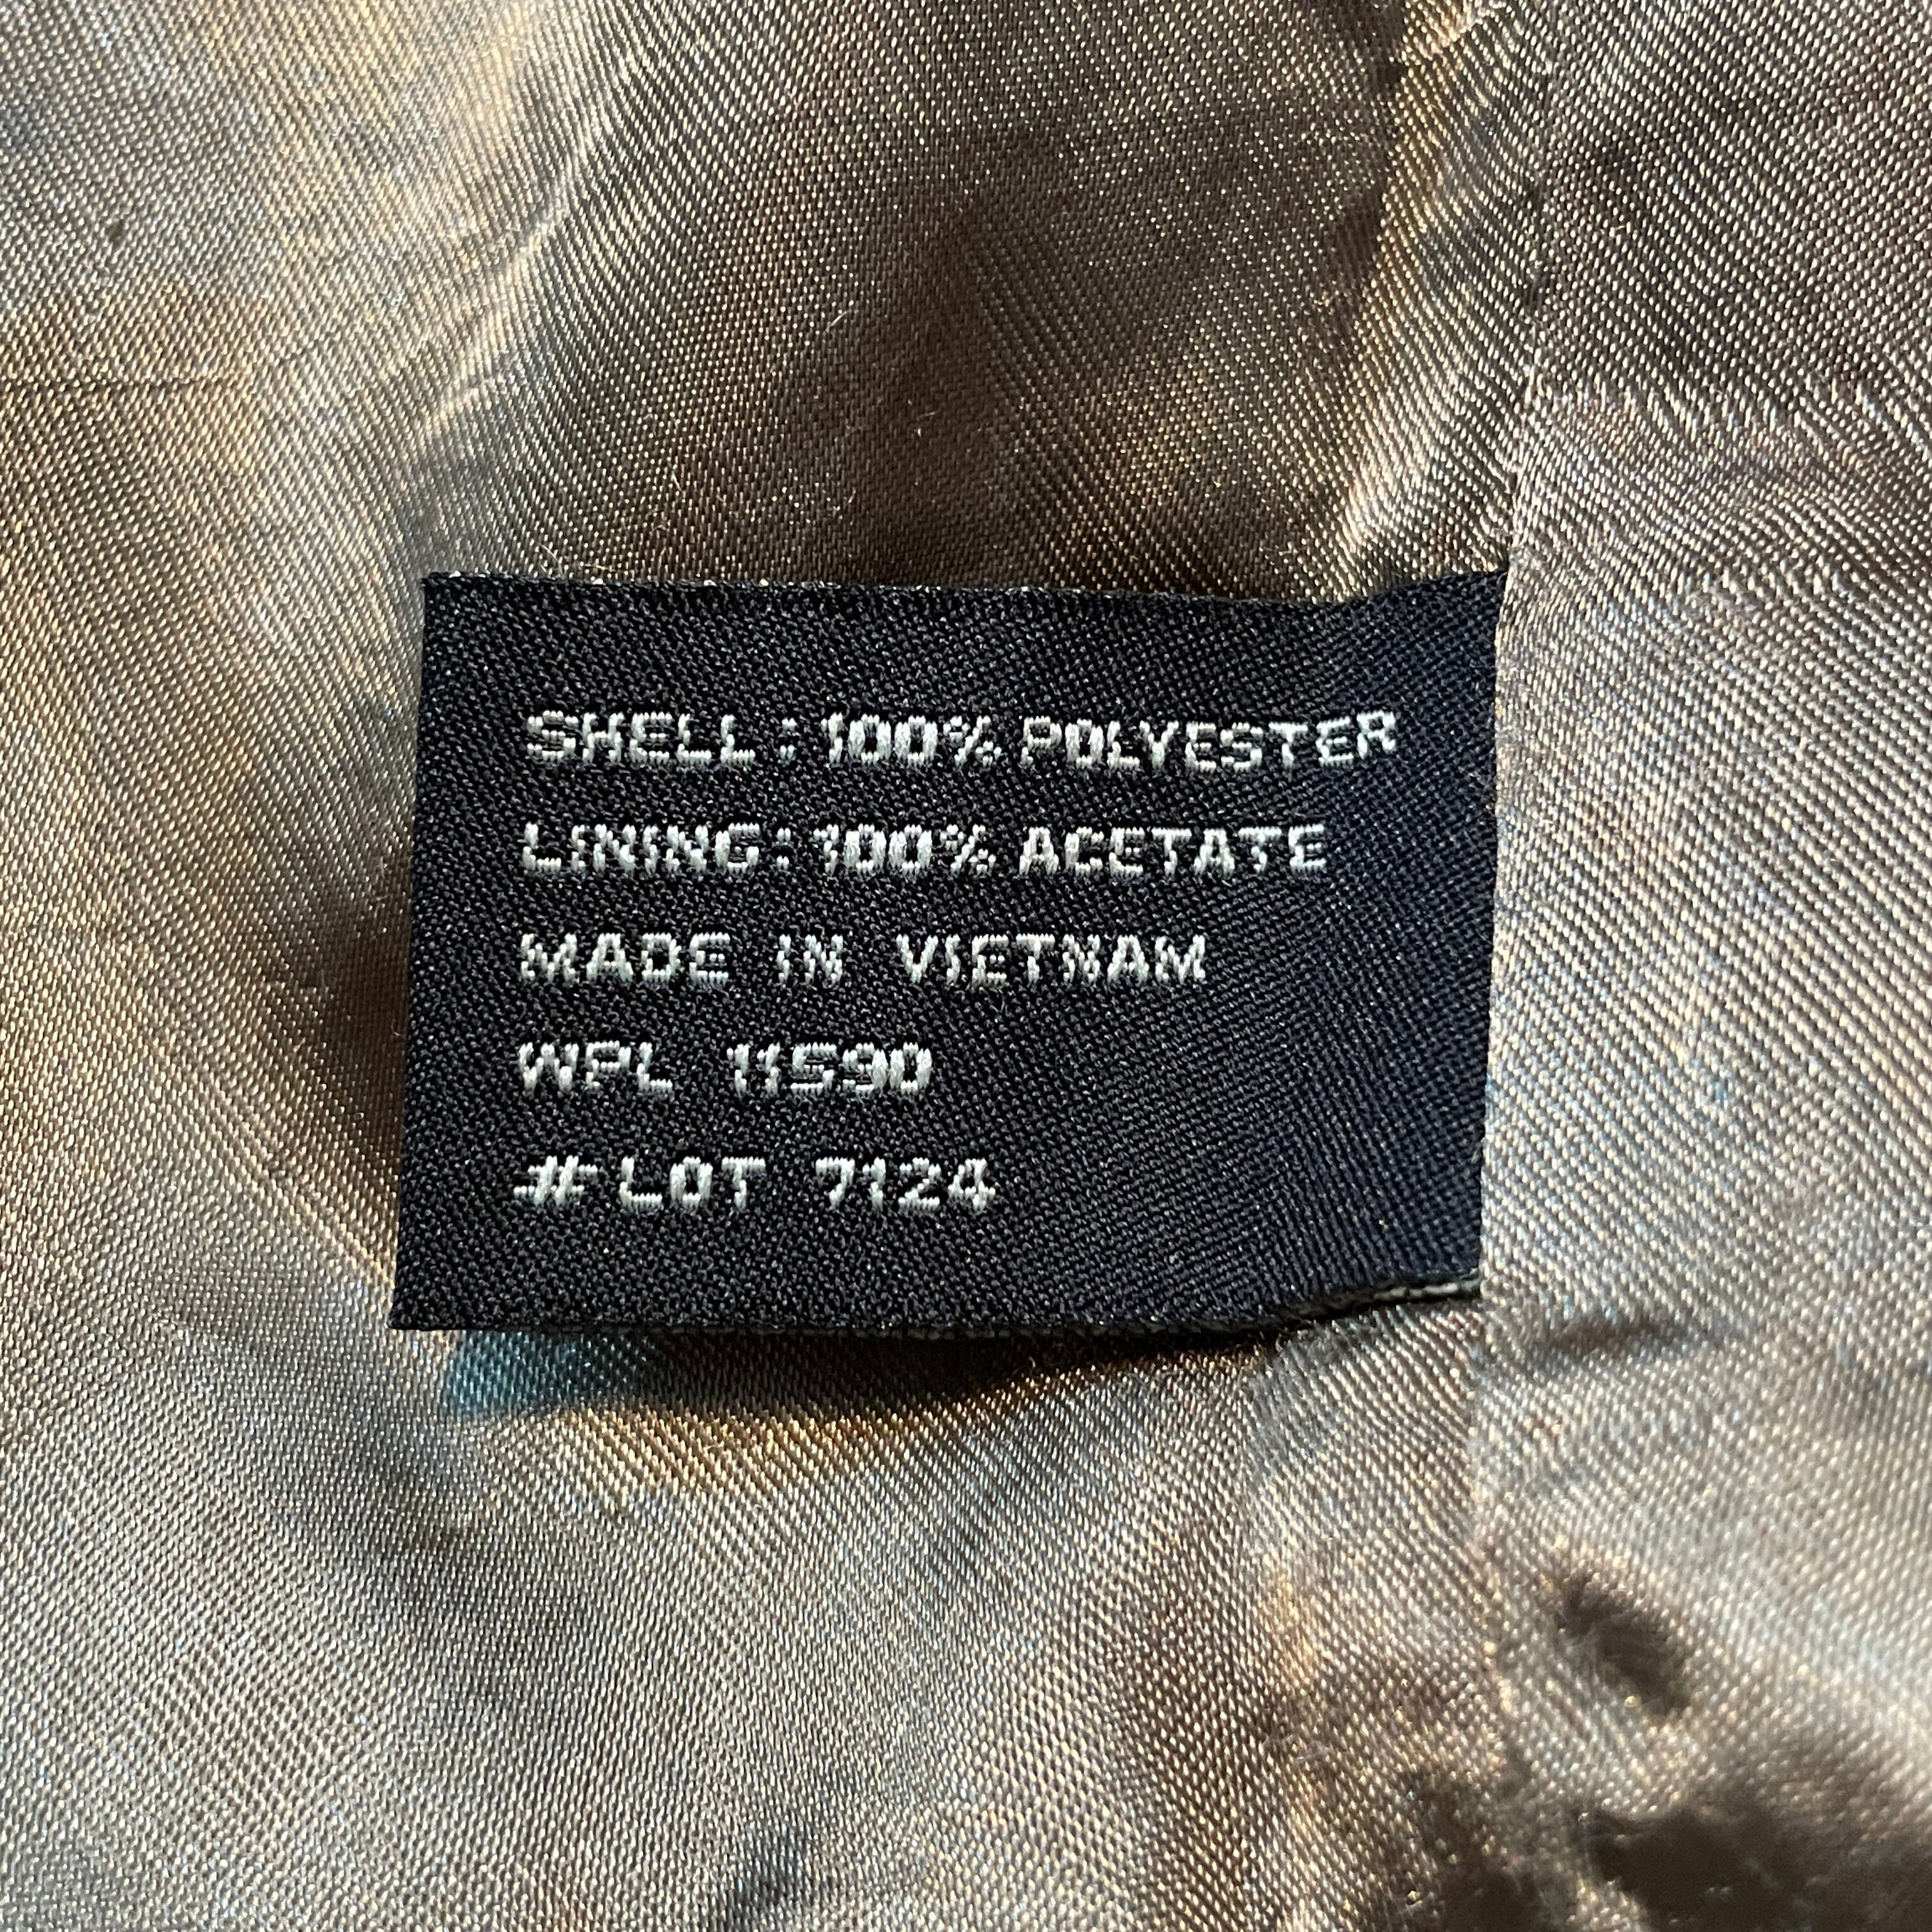 SHELL : 100% POLYESTER
LINING : 100% ACETATE
MADE IN VIETNAM
WPL 11590
# LOT 7124